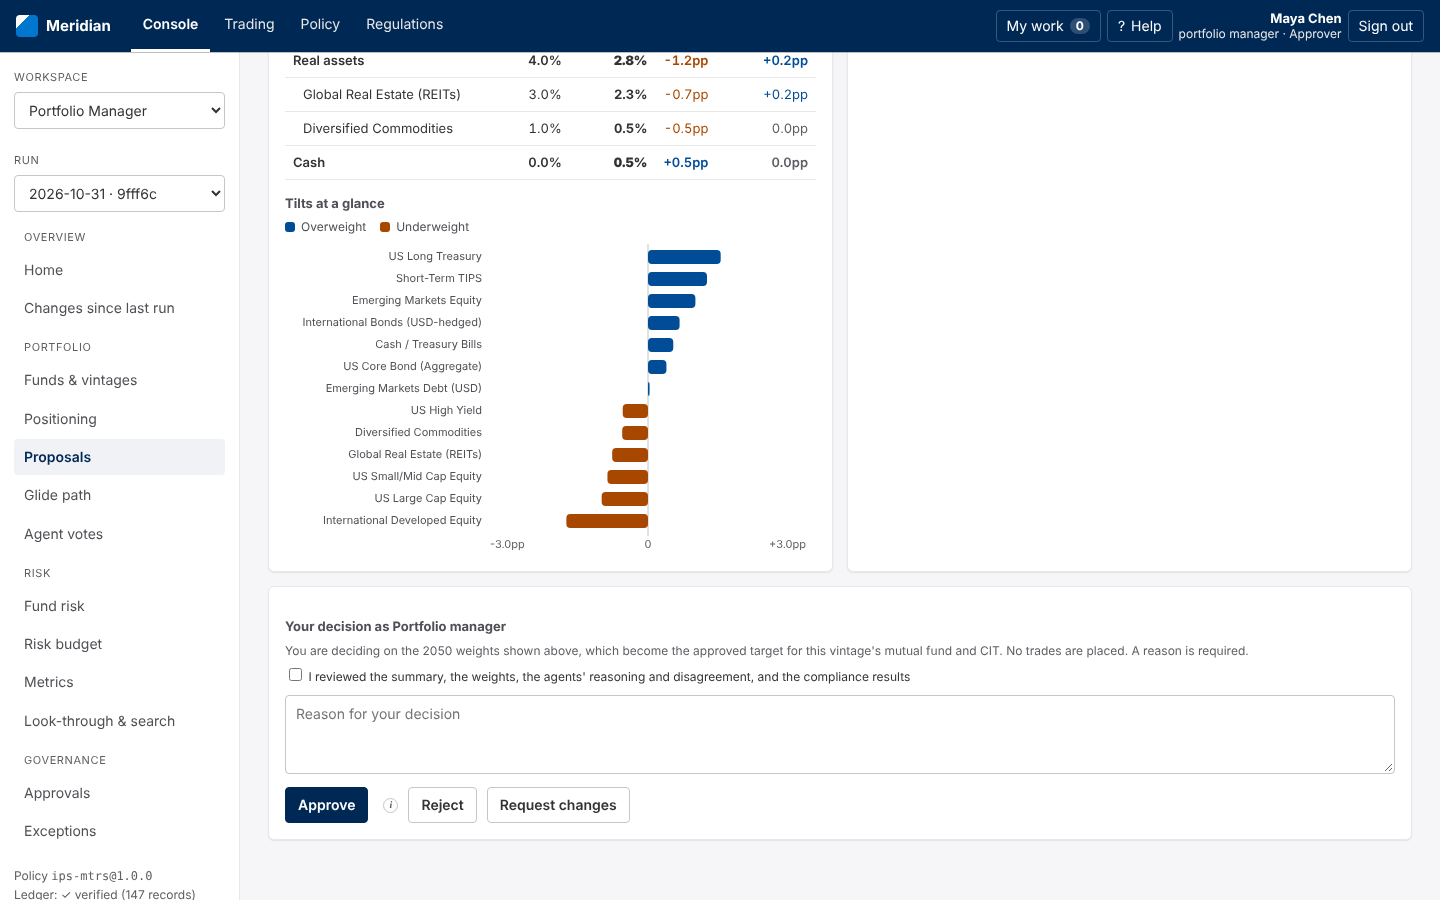 Meridian Console Trading Policy Regulations My work 0 ? Help Maya Chen Sign out
portfolio manager · Approver
WORKSPACE
Portfolio Manager
RUN
2026-10-31 · 9fff6c
OVERVIEW
Home
Changes since last run
PORTFOLIO
Funds & vintages
Positioning
Proposals
Glide path
Agent votes
RISK
Fund risk
Risk budget
Metrics
Look-through & search
GOVERNANCE
Approvals
Exceptions
Policy ips-mtrs@1.0.0
Ledger: ✓ verified (147 records)
Real assets 4.0% 2.8% -1.2pp +0.2pp
Global Real Estate (REITs) 3.0% 2.3% -0.7pp +0.2pp
Diversified Commodities 1.0% 0.5% -0.5pp 0.0pp
Cash 0.0% 0.5% +0.5pp 0.0pp
Tilts at a glance
Overweight Underweight
US Long Treasury
Short-Term TIPS
Emerging Markets Equity
International Bonds (USD-hedged)
Cash / Treasury Bills
US Core Bond (Aggregate)
Emerging Markets Debt (USD)
US High Yield
Diversified Commodities
Global Real Estate (REITs)
US Small/Mid Cap Equity
US Large Cap Equity
International Developed Equity
-3.0pp 0 +3.0pp
Your decision as Portfolio manager
You are deciding on the 2050 weights shown above, which become the approved target for this vintage's mutual fund and CIT. No trades are placed. A reason is required.
I reviewed the summary, the weights, the agents' reasoning and disagreement, and the compliance results
Reason for your decision
Approve i Reject Request changes